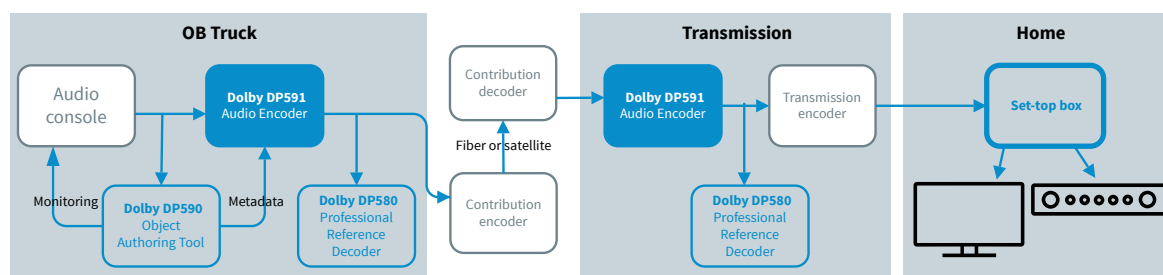 OB Truck
Audio
console
Dolby DP591
Audio Encoder
Monitoring
Dolby DP590
Object
Authoring Tool
Metadata
Dolby DP580
Professional
Reference
Decoder
Contribution
decoder
Fiber or satellite
Contribution
encoder
Transmission
Dolby DP591
Audio Encoder
Transmission
encoder
Dolby DP580
Professional
Reference
Decoder
Home
Set-top box